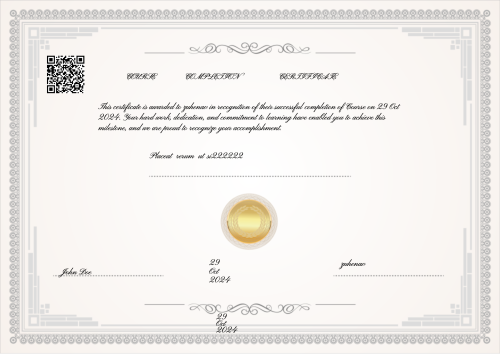 COURSE COMPLETION CERTIFICATE
This certificate is awarded to zuhenao in recognition of their successful completion of Course on 29 Oct
2024. Your hard work, dedication, and commitment to learning have enabled you to achieve this
milestone, and we are proud to recognize your accomplishment.
Placeat rerum ut si222222
29
Oct
2024
zuhenao
John Doe
29
Oct
2024